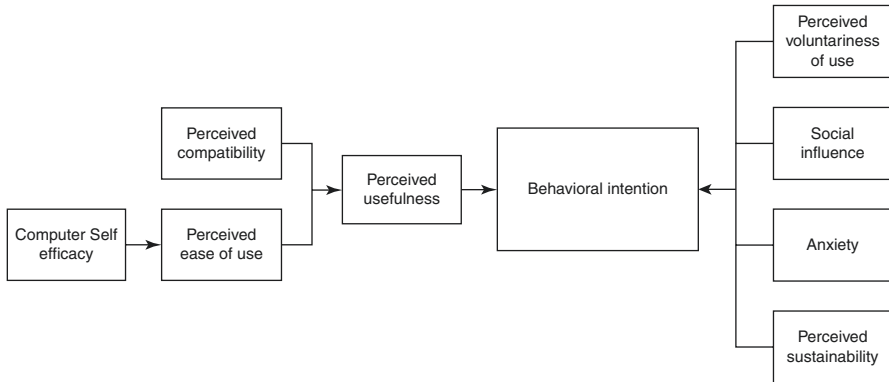 Perceived
voluntariness
of use
Perceived
compatibility
Social
influence
Perceived
usefulness
Behavioral intention
Computer Self
efficacy
Perceived
ease of use
Anxiety
Perceived
sustainability